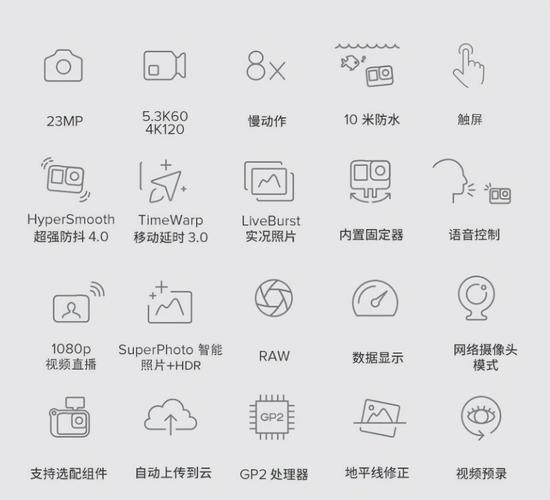 8x
23MP
5.3K60
4K120
慢动作
10 米防水
触屏
HyperSmooth
超强防抖 4.0
TimeWarp
移动延时 3.0
LiveBurst
实况照片
内置固定器
语音控制
1080p
视频直播
SuperPhoto 智能
照片+HDR
RAW
数据显示
网络摄像头
模式
GP2
支持选配组件
自动上传到云
GP2 处理器
地平线修正
视频预录